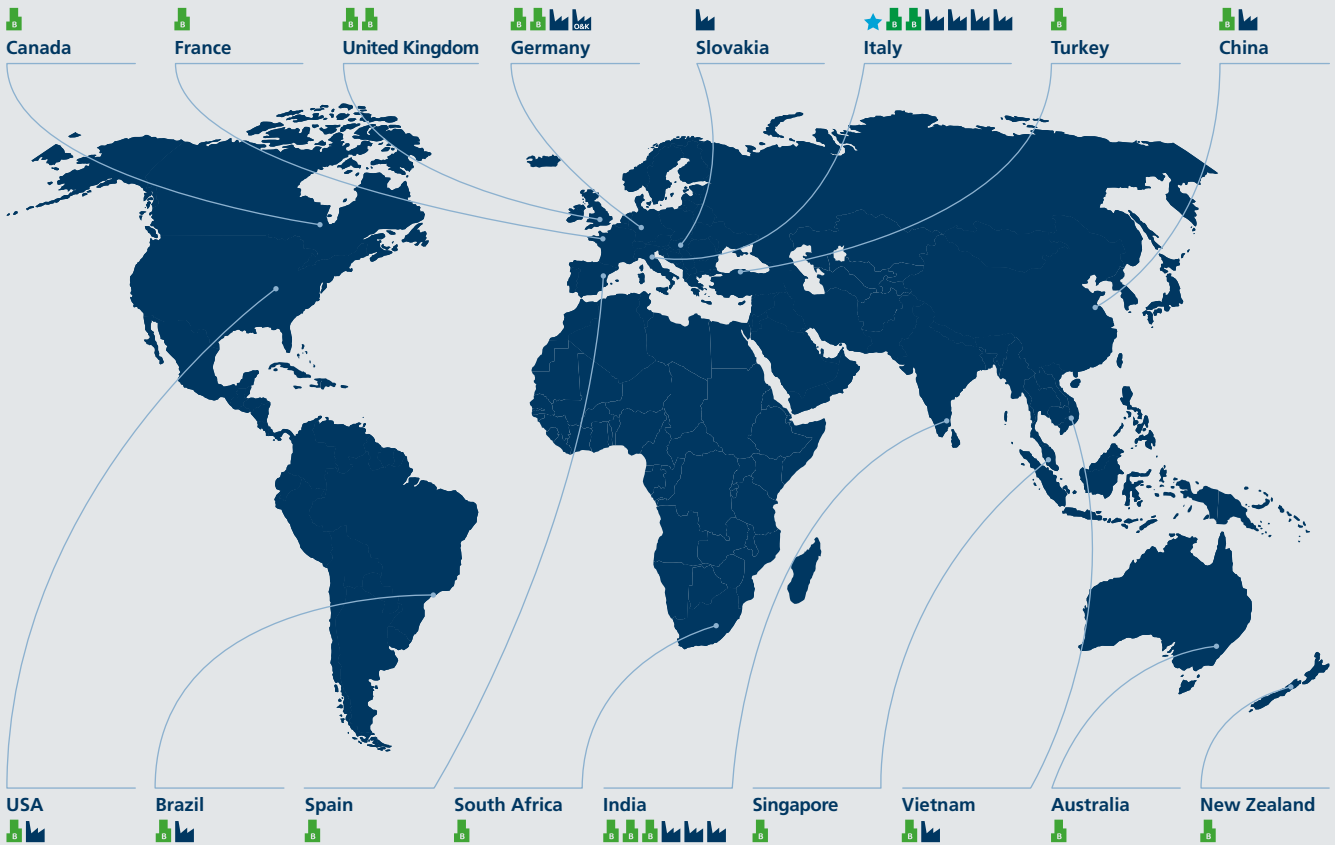 B B B B B B O&K B B B B
Canada France United Kingdom Germany Slovakia Italy Turkey China
USA Brazil Spain South Africa India Singapore Vietnam Australia New Zealand
B B B B B B B B B B B